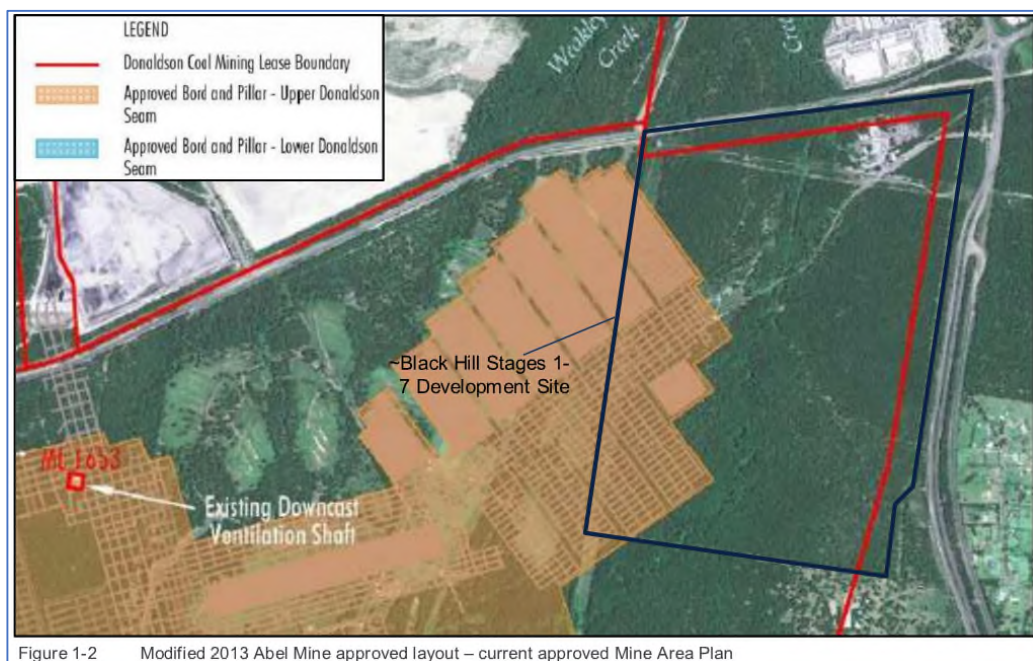 LEGEND
Donaldson Coal Mining Lease Boundary
Approved Bord and Pillar - Upper Donaldson
Seam
Approved Bord and Pillar - Lower Donaldson
Seam
Weakley
Creek
Creek
~Black Hill Stages 1-
7 Development Site
ML 1653
Existing Downcast
Ventilation Shaft
Figure 1-2 Modified 2013 Abel Mine approved layout – current approved Mine Area Plan